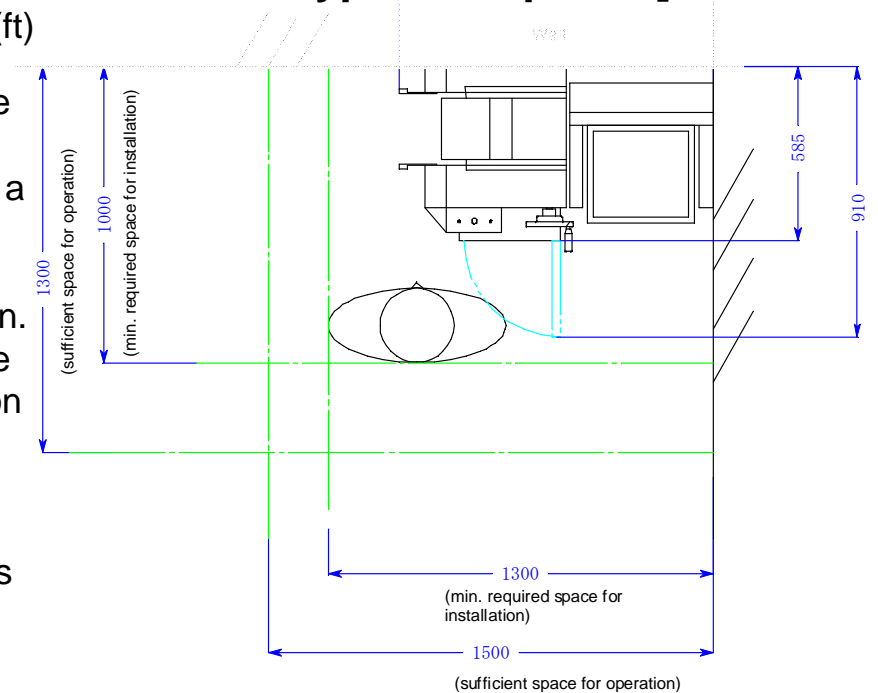 (ft)
Wall
e
a
n.
e
on
s
585
910
1000
(min. required space for installation)
1300
(sufficient space for operation)
1300
(min. required space for
installation)
1500
(sufficient space for operation)